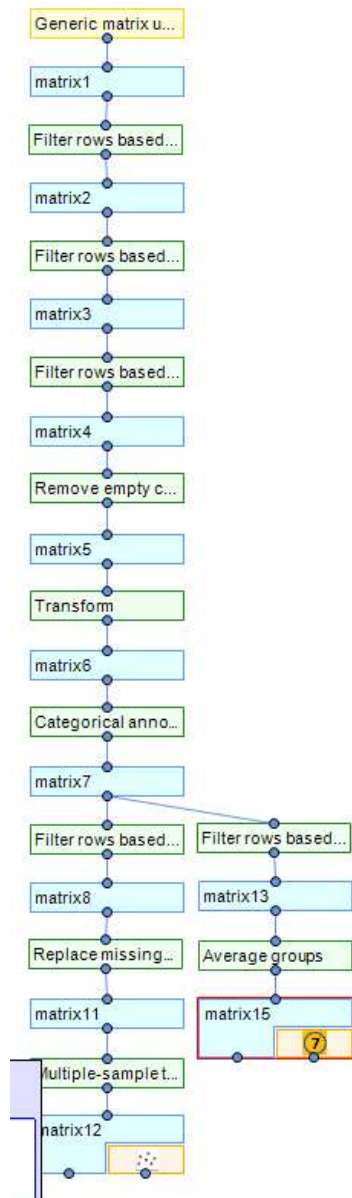 Generic matrix u...
matrix1
Filter rows based...
matrix2
Filter rows based...
matrix3
Filter rows based...
matrix4
Remove empty c...
matrix5
Transform
matrix6
Categorical anno...
matrix7
Filter rows based...
Filter rows based...
matrix8
matrix13
Replace missing...
Average groups
matrix11
matrix15
7
Multiple-sample t...
matrix12